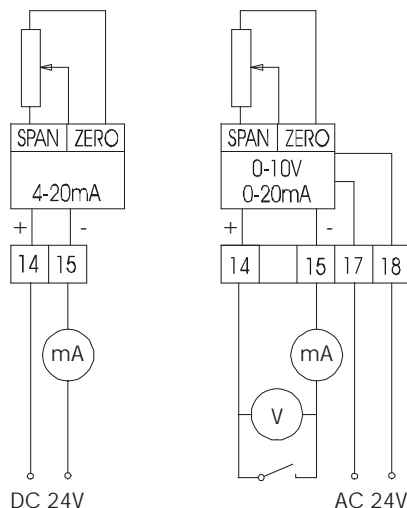 SPAN ZERO
4-20mA
+ -
14 15
mA
DC 24V
SPAN ZERO
0-10V
0-20mA
+ -
14 15 17 18
mA
V
AC 24V